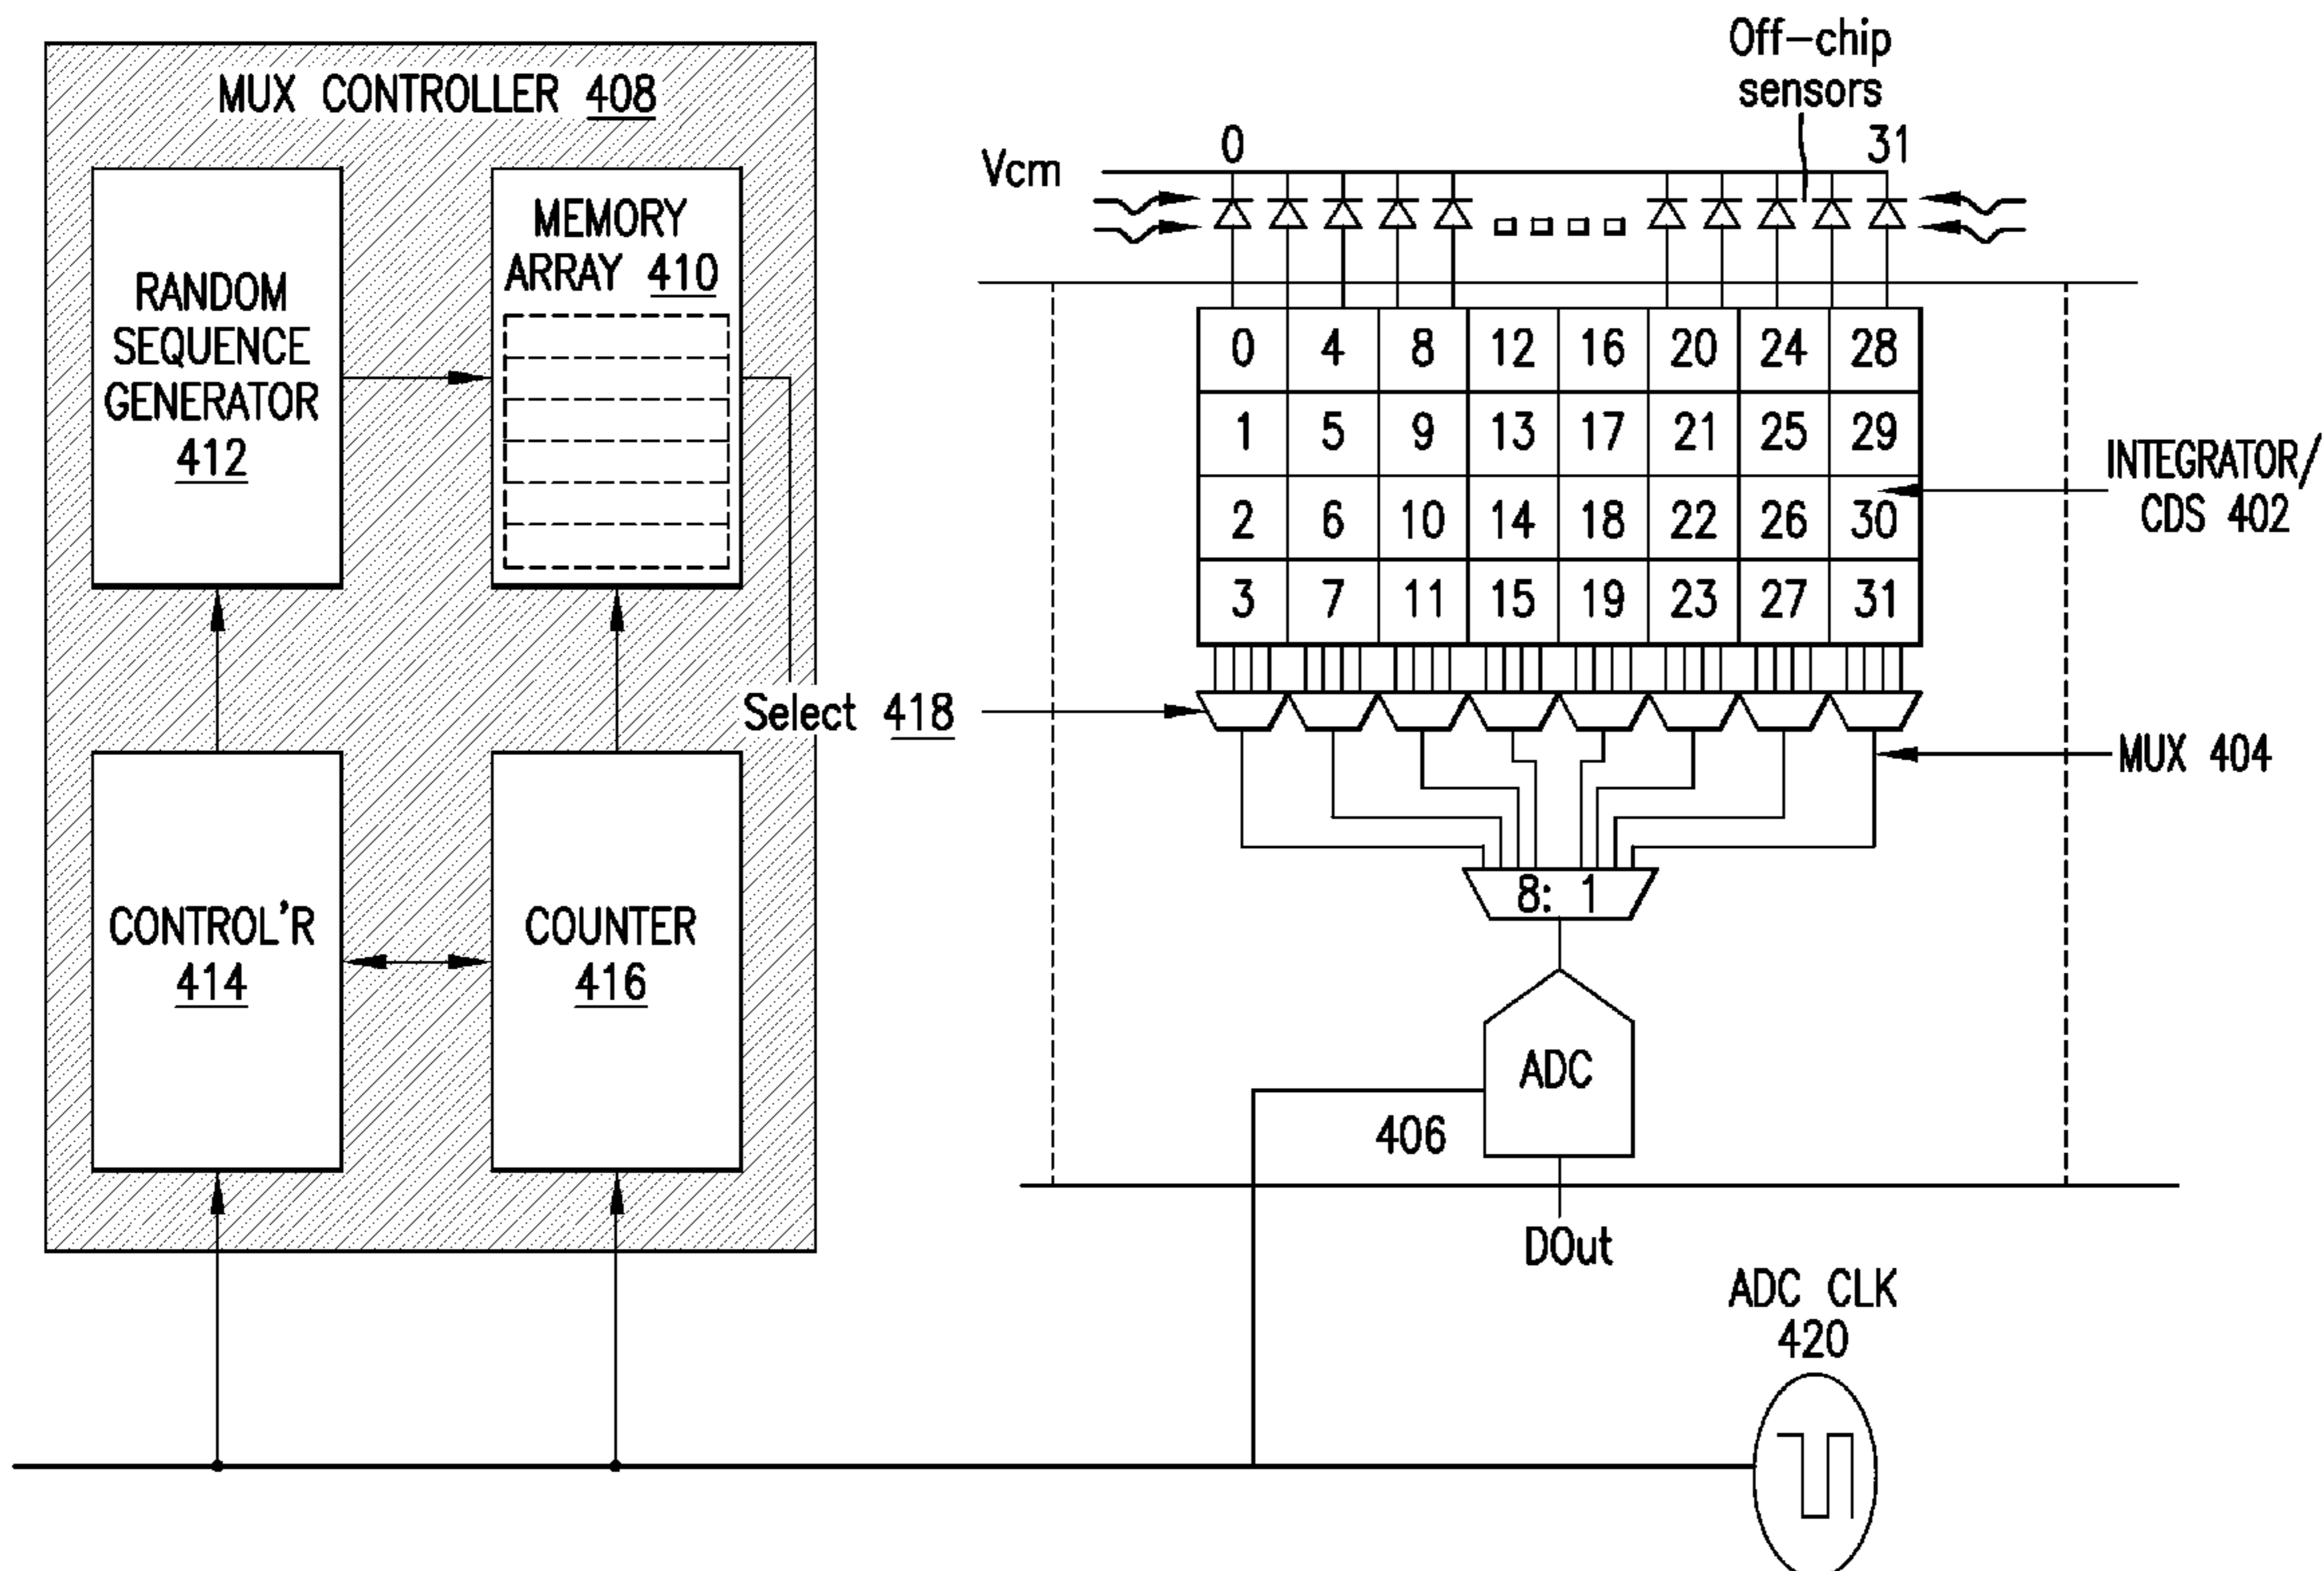 MUX CONTROLLER 408
RANDOM
SEQUENCE
GENERATOR
412
MEMORY
ARRAY 410
CONTROL'R
414
COUNTER
416
Select 418
Off-chip
sensors
0
31
Vcm
0 4 8 12 16 20 24 28
1 5 9 13 17 21 25 29
2 6 10 14 18 22 26 30
3 7 11 15 19 23 27 31
INTEGRATOR/
CDS 402
MUX 404
8: 1
ADC
406
DOut
ADC CLK
420